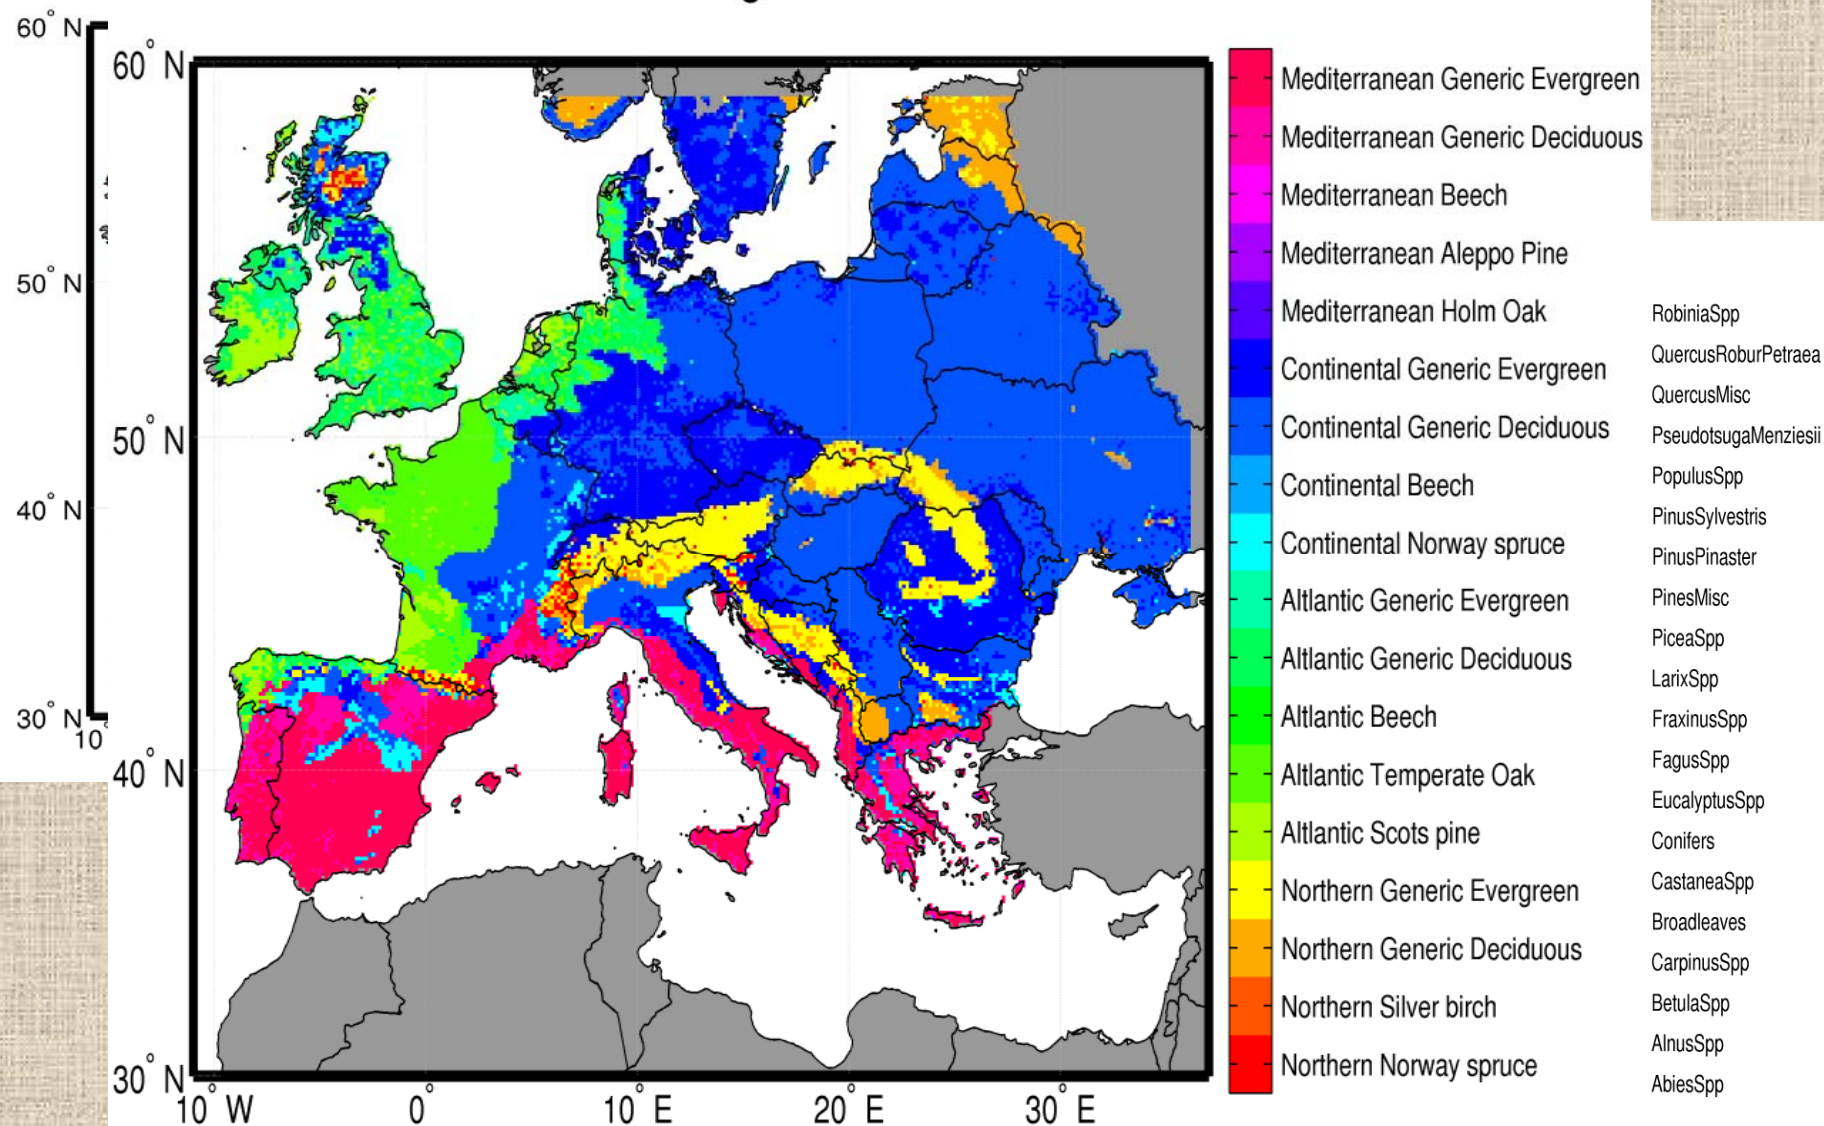 60° N
50° N
40° N
30° N
10°
60° N
50° N
40° N
30° N
10° W
0°
10° E
20° E
30° E
Mediterranean Generic Evergreen
Mediterranean Generic Deciduous
Mediterranean Beech
Mediterranean Aleppo Pine
Mediterranean Holm Oak
Continental Generic Evergreen
Continental Generic Deciduous
Continental Beech
Continental Norway spruce
Altlantic Generic Evergreen
Altlantic Generic Deciduous
Altlantic Beech
Altlantic Temperate Oak
Altlantic Scots pine
Northern Generic Evergreen
Northern Generic Deciduous
Northern Silver birch
Northern Norway spruce
RobiniaSpp
QuercusRoburPetraea
QuercusMisc
PseudotsugaMenziesii
PopulusSpp
PinusSylvestris
PinusPinaster
PinesMisc
PiceaSpp
LarixSpp
FraxinusSpp
FagusSpp
EucalyptusSpp
Conifers
CastaneaSpp
Broadleaves
CarpinusSpp
BetulaSpp
AlnusSpp
AbiesSpp